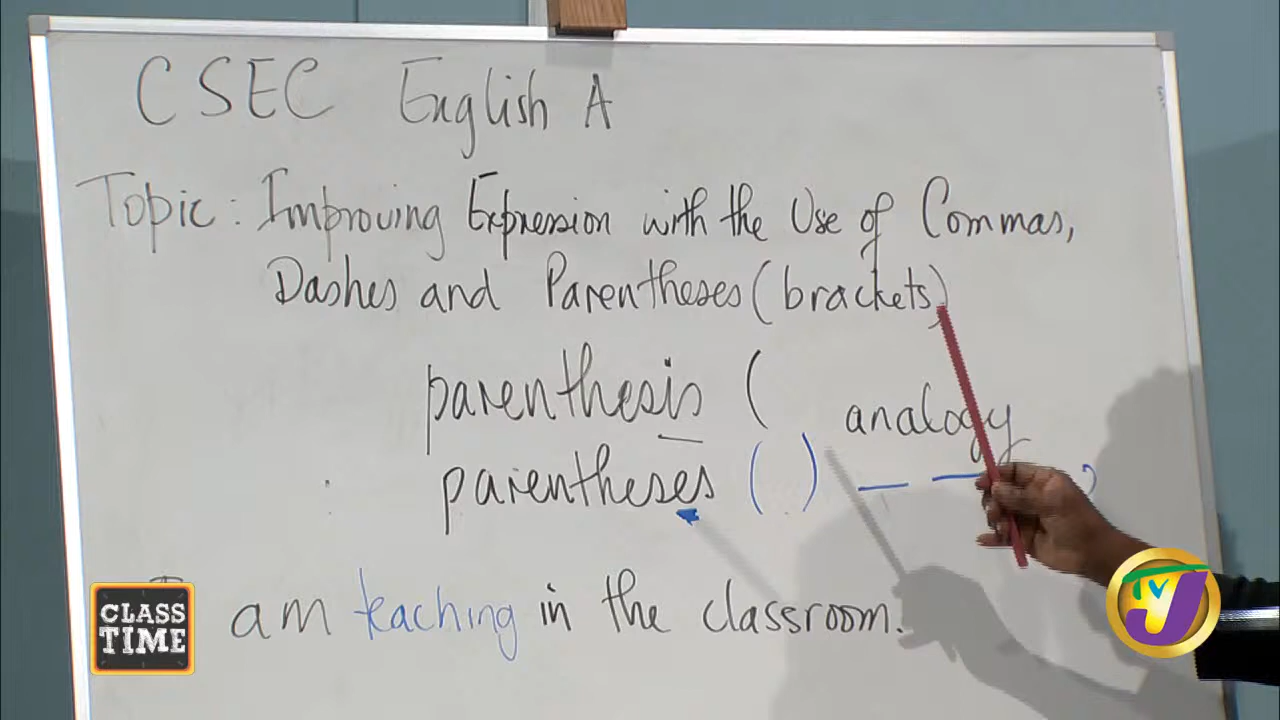 CSEC English A
Topic: Improving Expression with the Use of Commas,
Dashes and Parentheses (brackets)
parenthesis (
analogy
parentheses ( ) — — ,
am teaching in the classroom.
CLASS
TIME
TVJ